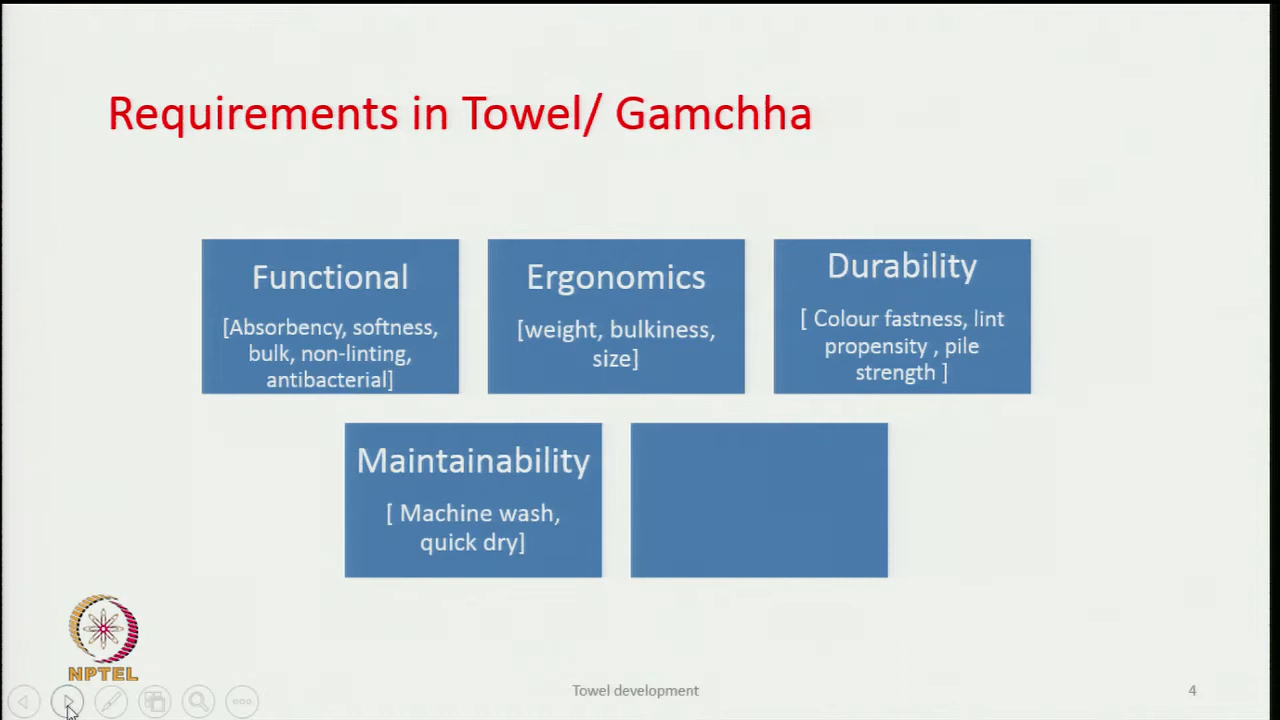 Requirements in Towel/ Gamchha
Functional
[Absorbency, softness,
bulk, non-linting,
antibacterial]
Ergonomics
[weight, bulkiness,
size]
Durability
[ Colour fastness, lint
propensity , pile
strength ]
Maintainability
[ Machine wash,
quick dry]
NPTEL
Towel development
4